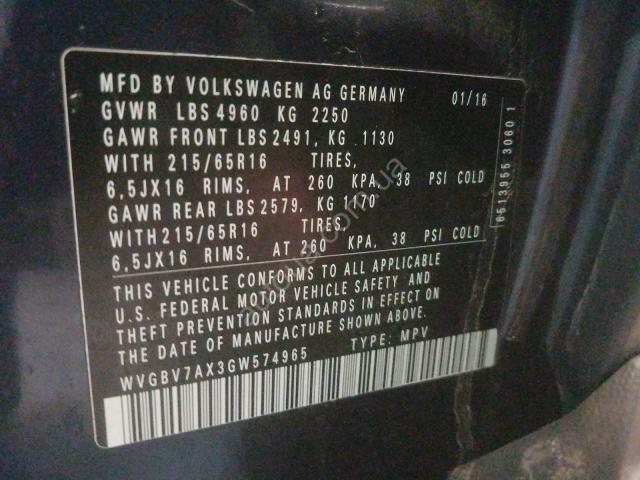 MFD BY VOLKSWAGEN AG GERMANY 01/16
GVWR LBS 4960 KG 2250
GAWR FRONT LBS 2491, KG 1130
WITH 215/65R16 TIRES,
6,5JX16 RIMS, AT 260 KPA, 38 PSI COLD
GAWR REAR LBS 2579, KG 1170
WITH 215/65R16 TIRES,
6,5JX16 RIMS, AT 260 KPA, 38 PSI COLD
THIS VEHICLE CONFORMS TO ALL APPLICABLE
U.S. FEDERAL MOTOR VEHICLE SAFETY AND
THEFT PREVENTION STANDARDS IN EFFECT ON
THE DATE OF MANUFACTURE SHOWN ABOVE.
WVGBV7AX3GW574965 TYPE: MPV
6513955 3060 1